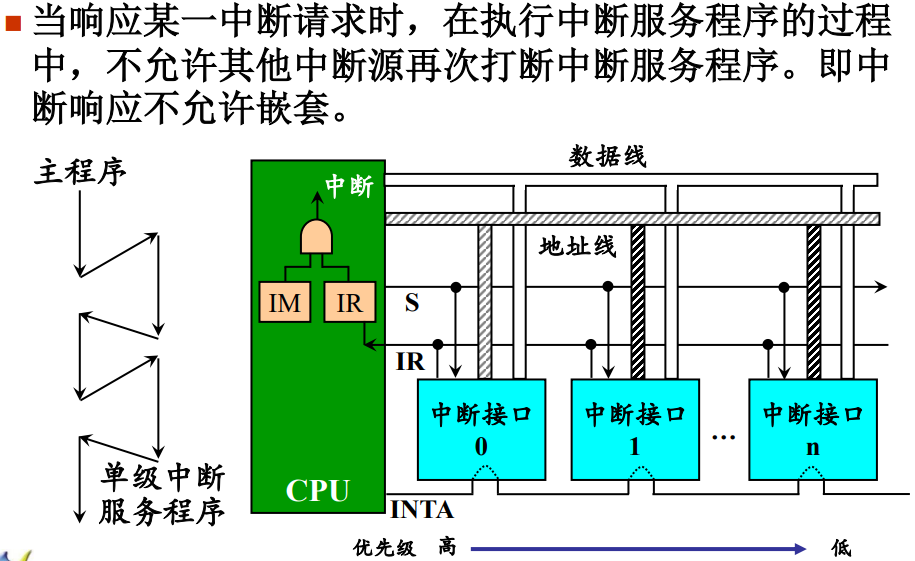 当响应某一中断请求时，在执行中断服务程序的过程
中，不允许其他中断源再次打断中断服务程序。即中
断响应不允许嵌套。
主程序
数据线
中断
地址线
IM
IR
S
IR
中断接口
0
中断接口
1
…
中断接口
n
单级中断
服务程序
CPU
INTA
优先级 高
低